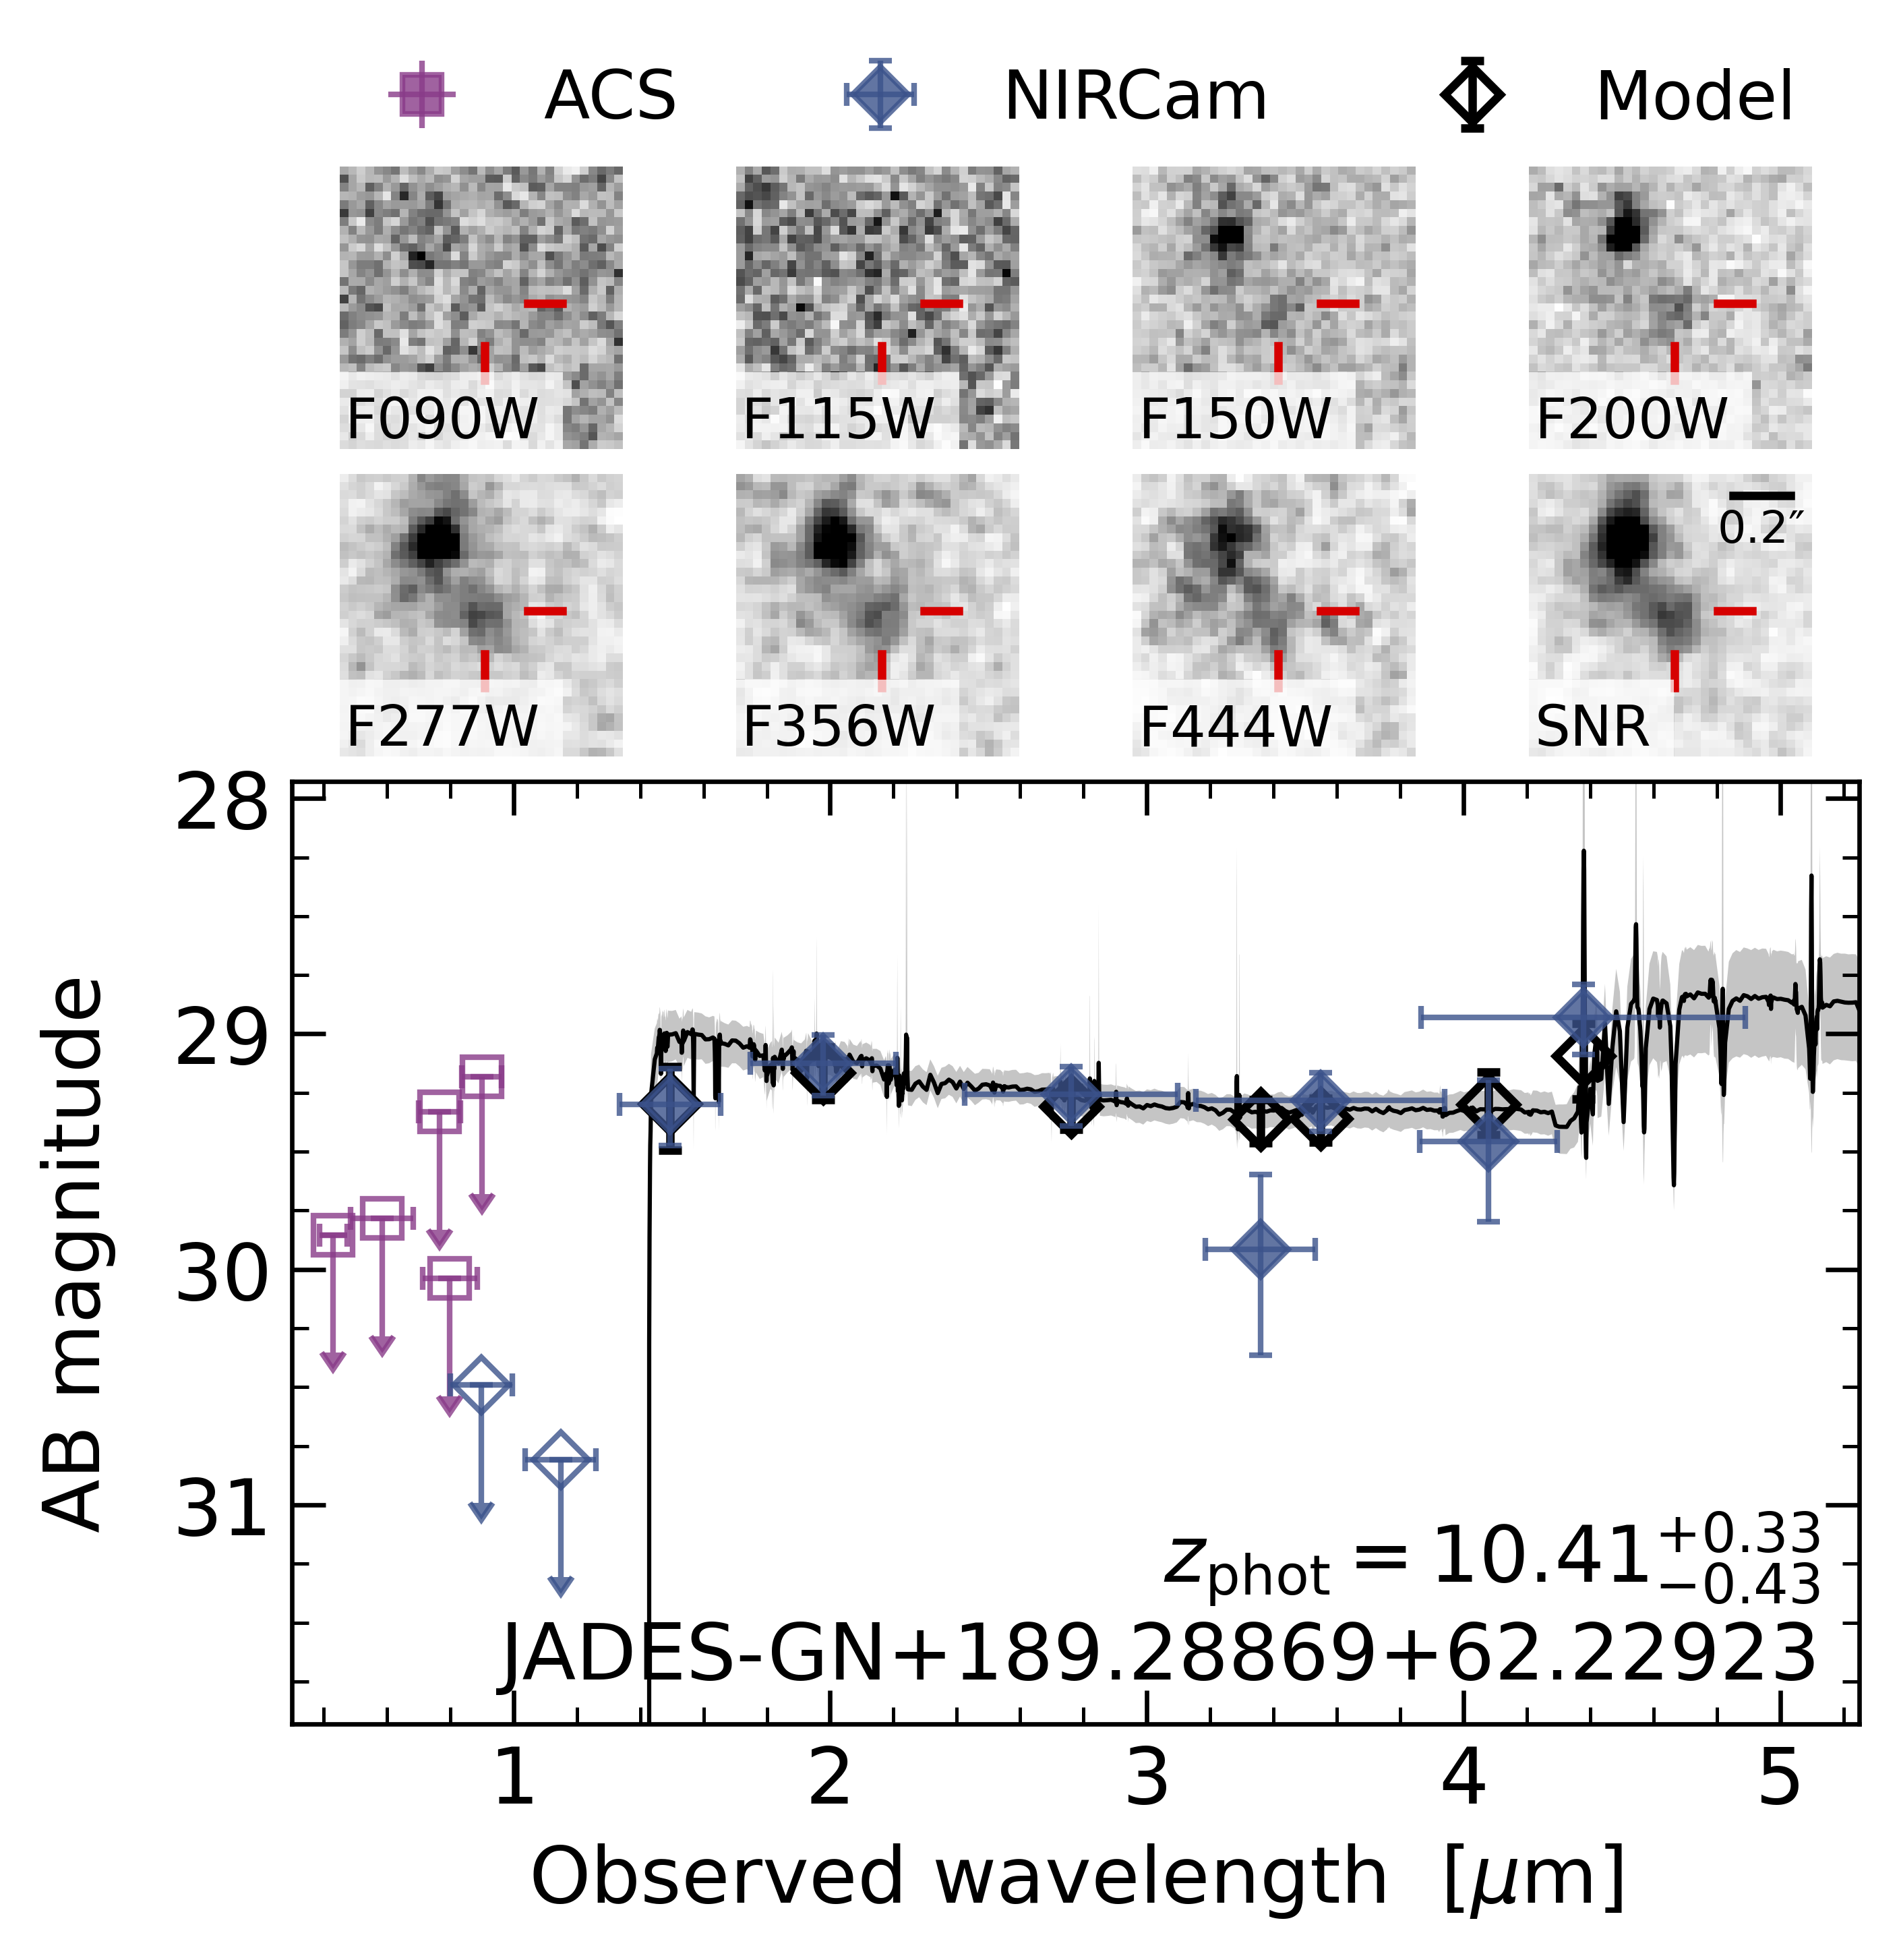 ACS NIRCam Model
F090W F115W F150W F200W
0.2″
F277W F356W F444W SNR
28
29
30
31
AB magnitude
z_phot = 10.41 +0.33 −0.43
JADES-GN+189.28869+62.22923
1 2 3 4 5
Observed wavelength [μm]